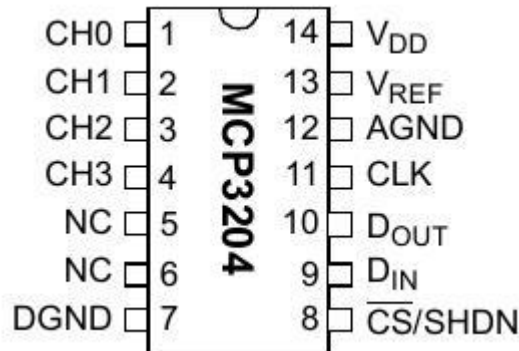 CH0 1 14 VDD
CH1 2 13 VREF
CH2 3 12 AGND
CH3 4 11 CLK
NC 5 10 DOUT
NC 6 9 DIN
DGND 7 8 C̅S̅/SHDN
MCP3204